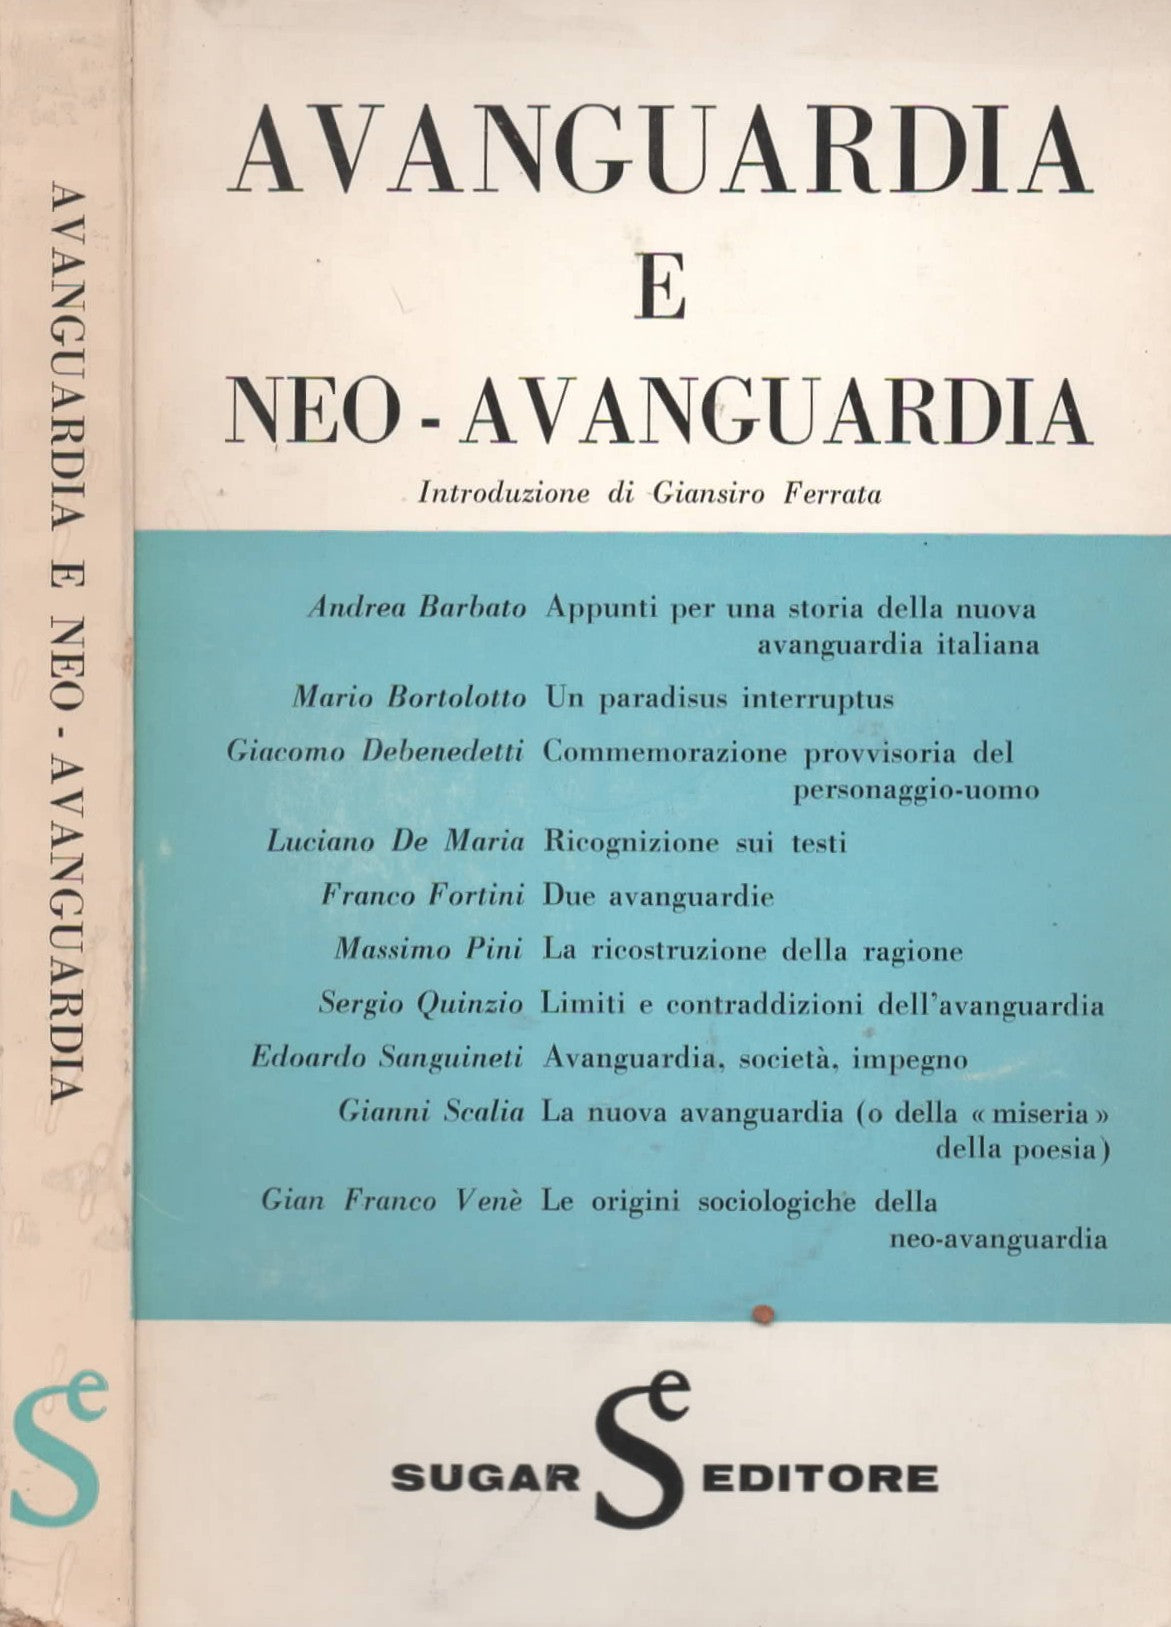 AVANGUARDIA E NEO - AVANGUARDIA
Se
AVANGUARDIA
E
NEO - AVANGUARDIA
Introduzione di Giansiro Ferrata
Andrea Barbato Appunti per una storia della nuova
avanguardia italiana
Mario Bortolotto Un paradisus interruptus
Giacomo Debenedetti Commemorazione provvisoria del
personaggio-uomo
Luciano De Maria Ricognizione sui testi
Franco Fortini Due avanguardie
Massimo Pini La ricostruzione della ragione
Sergio Quinzio Limiti e contraddizioni dell'avanguardia
Edoardo Sanguineti Avanguardia, società, impegno
Gianni Scalia La nuova avanguardia (o della « miseria »
della poesia)
Gian Franco Venè Le origini sociologiche della
neo-avanguardia
SUGAR Se EDITORE